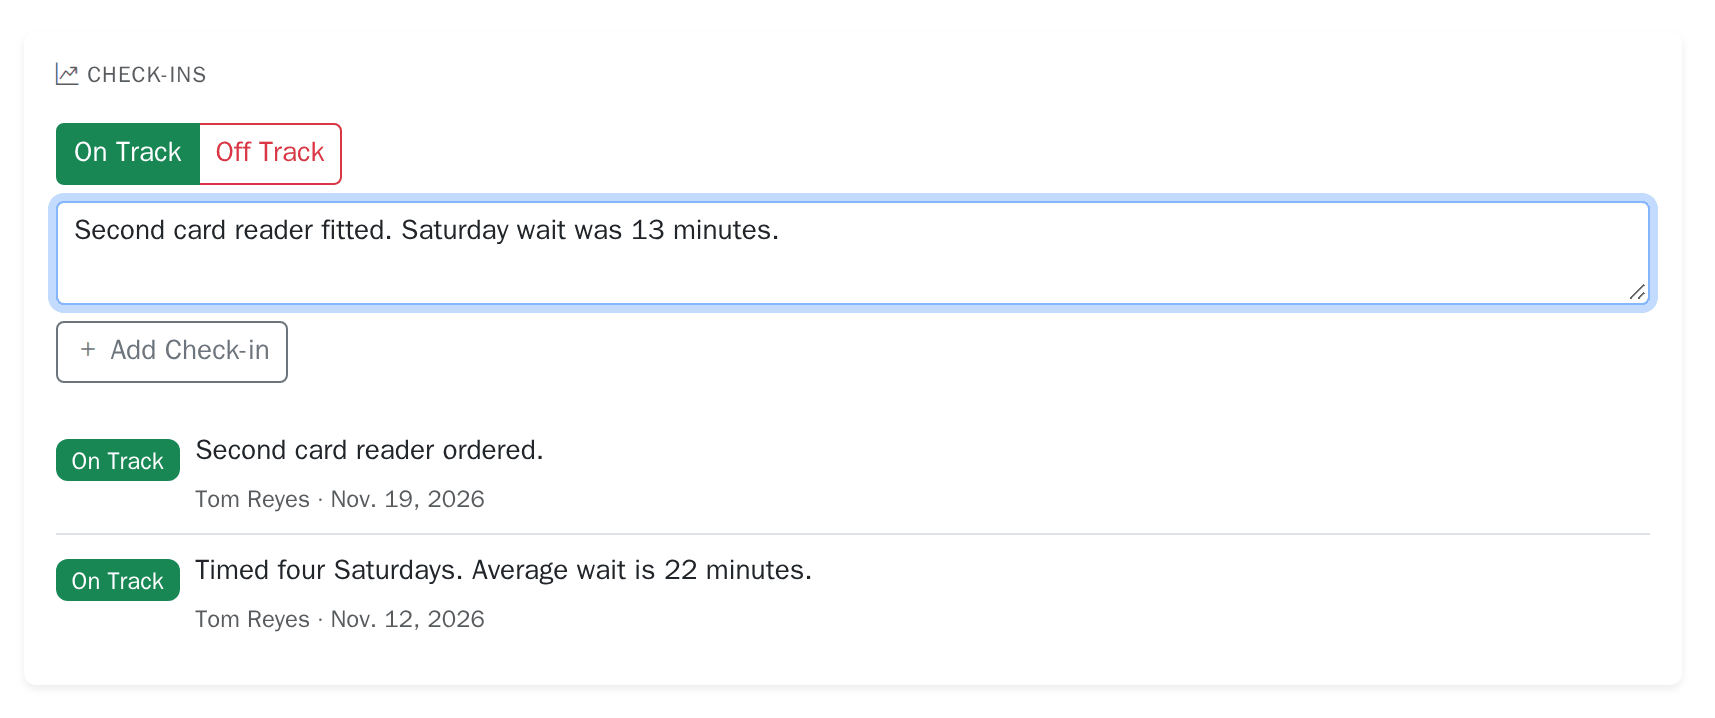 CHECK-INS
On Track Off Track
Second card reader fitted. Saturday wait was 13 minutes.
+ Add Check-in
On Track Second card reader ordered.
Tom Reyes · Nov. 19, 2026
On Track Timed four Saturdays. Average wait is 22 minutes.
Tom Reyes · Nov. 12, 2026